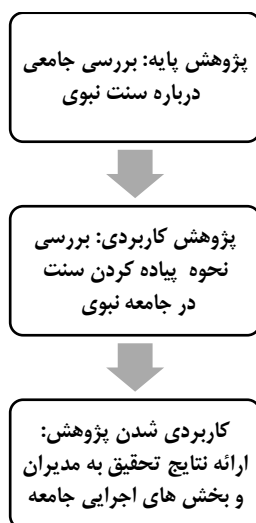 پژوهش پایه: بررسی جامعی
درباره سنت نبوی
پژوهش کاربردی: بررسی
نحوه پیاده کردن سنت
در جامعه نبوی
کاربردی شدن پژوهش:
ارائه نتایج تحقیق به مدیران
و بخش های اجرایی جامعه